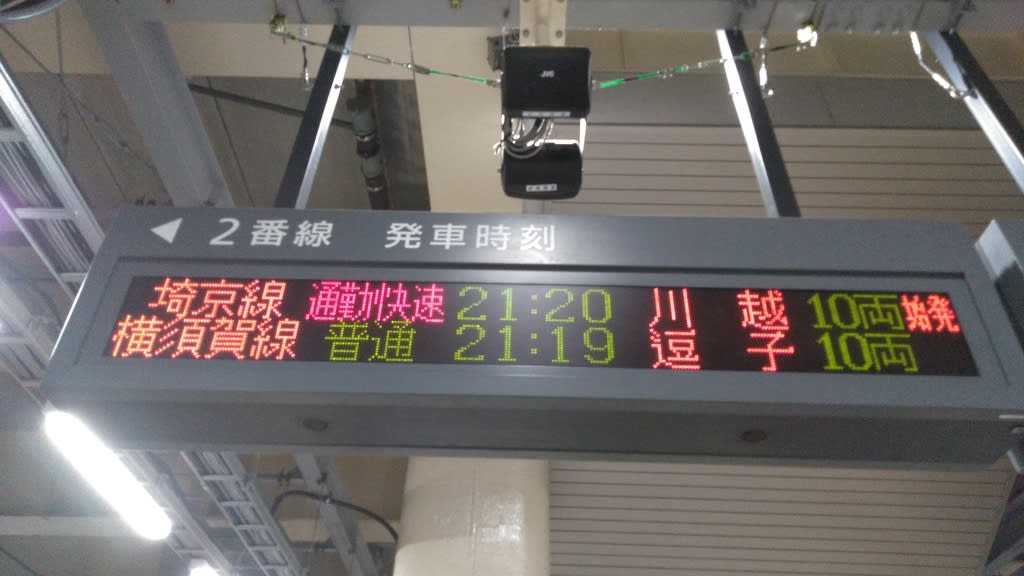 JVC
◀ 2番線 発車時刻
埼京線 通勤快速 21:20 川越 10両 始発
横須賀線 普通 21:19 逗子 10両